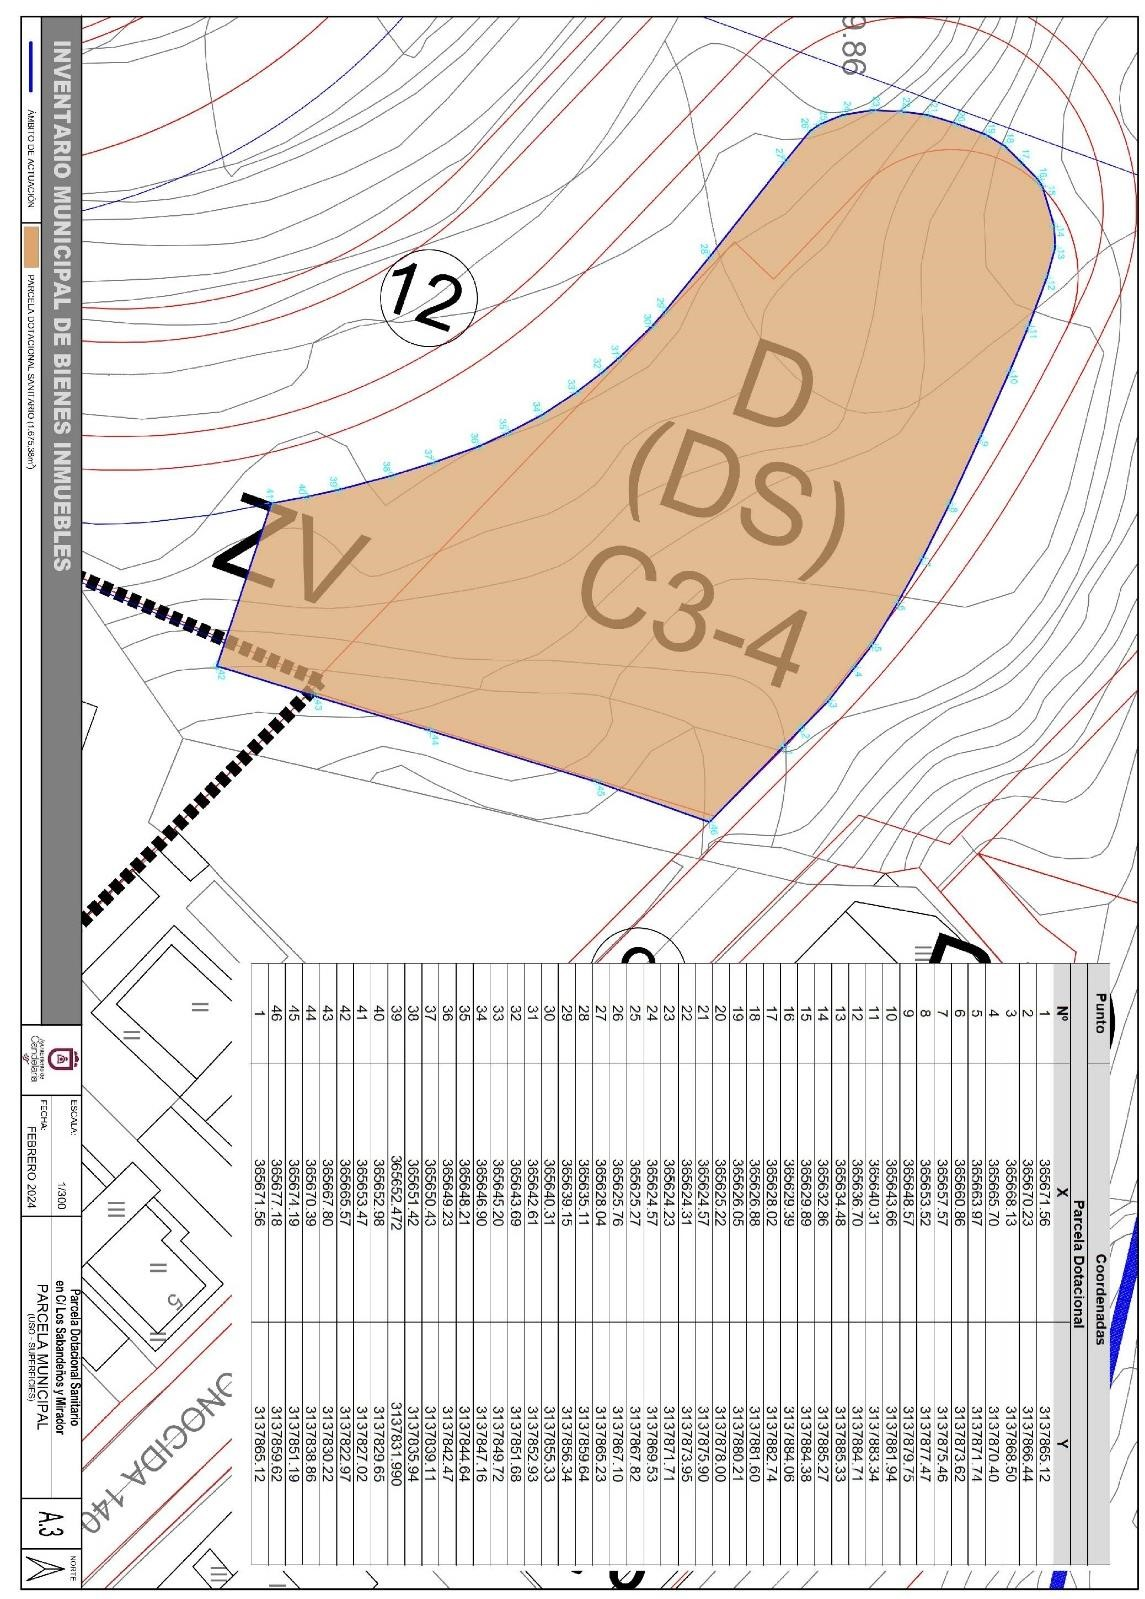 9.86
12
D
(DS)
C3-4
ZV
Coordenadas
Punto Parcela Dotacional
Nº X Y
1 365671.56 3137865.12
2 365670.23 3137866.44
3 365668.13 3137868.50
4 365665.70 3137870.40
5 365663.97 3137871.74
6 365660.86 3137873.62
7 365657.57 3137875.46
8 365653.52 3137877.47
9 365648.57 3137879.75
10 365643.66 3137881.94
11 365640.31 3137883.34
12 365636.70 3137884.71
13 365634.48 3137885.33
14 365632.86 3137885.27
15 365629.89 3137884.38
16 365629.39 3137884.08
17 365628.02 3137882.74
18 365626.88 3137881.60
19 365626.05 3137880.21
20 365625.22 3137878.00
21 365624.57 3137875.90
22 365624.31 3137873.95
23 365624.23 3137871.71
24 365624.57 3137869.53
25 365625.27 3137867.82
26 365625.76 3137867.10
27 365628.04 3137865.23
28 365635.11 3137859.64
29 365639.15 3137856.34
30 365640.31 3137855.33
31 365642.61 3137852.93
32 365643.69 3137851.68
33 365645.20 3137849.72
34 365646.90 3137847.16
35 365648.21 3137844.64
36 365649.23 3137842.47
37 365650.43 3137839.11
38 365651.42 3137835.94
39 365652.472 3137831.990
40 365652.98 3137829.65
41 365653.47 3137827.02
42 365665.57 3137822.97
43 365667.80 3137830.22
44 365670.39 3137838.86
45 365674.19 3137851.19
46 365677.18 3137859.62
1 365671.56 3137865.12
ONOCIDA 140
5
INVENTARIO MUNICIPAL DE BIENES INMUEBLES
ÁMBITO DE ACTUACIÓN
PARCELA DOTACIONAL SANITARIO (1.675,38m²)
Ayuntamiento de
Candelaria
ESCALA: 1/300
FECHA: FEBRERO 2024
Parcela Dotacional Sanitario
en C/ Los Sabandeños y Mirador
PARCELA MUNICIPAL
(USO - SUPERFICIES)
A.3
NORTE